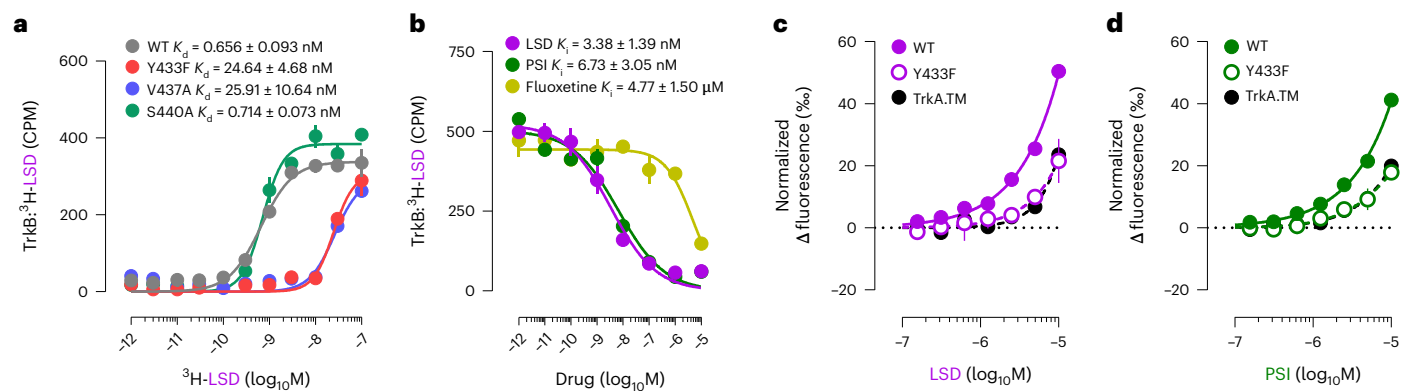 a
WT Kd = 0.656 ± 0.093 nM
Y433F Kd = 24.64 ± 4.68 nM
V437A Kd = 25.91 ± 10.64 nM
S440A Kd = 0.714 ± 0.073 nM
TrkB:³H-LSD (CPM)
600
400
200
0
–12
–11
–10
–9
–8
–7
³H-LSD (log₁₀M)
b
LSD Ki = 3.38 ± 1.39 nM
PSI Ki = 6.73 ± 3.05 nM
Fluoxetine Ki = 4.77 ± 1.50 µM
TrkB:³H-LSD (CPM)
750
500
250
0
–12
–11
–10
–9
–8
–7
–6
–5
Drug (log₁₀M)
c
WT
Y433F
TrkA.TM
Normalized
Δ fluorescence (‰)
60
40
20
0
–20
–7
–6
–5
LSD (log₁₀M)
d
WT
Y433F
TrkA.TM
Normalized
Δ fluorescence (‰)
60
40
20
0
–20
–7
–6
–5
PSI (log₁₀M)